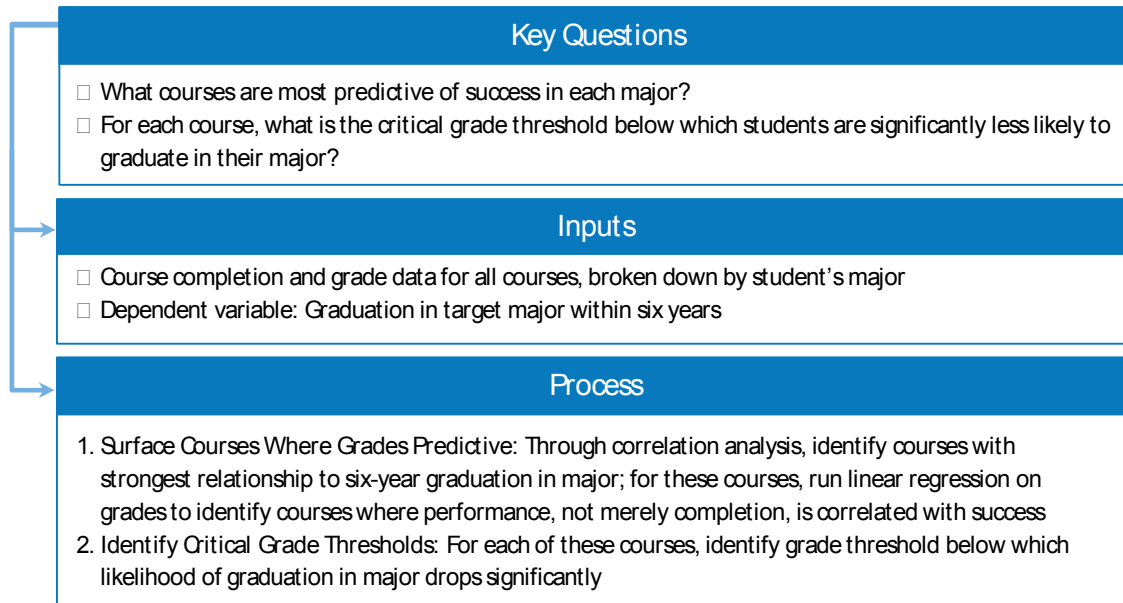 Key Questions
□ What courses are most predictive of success in each major?
□ For each course, what is the critical grade threshold below which students are significantly less likely to
graduate in their major?
Inputs
□ Course completion and grade data for all courses, broken down by student’s major
□ Dependent variable: Graduation in target major within six years
Process
1. Surface Courses Where Grades Predictive: Through correlation analysis, identify courses with
strongest relationship to six-year graduation in major; for these courses, run linear regression on
grades to identify courses where performance, not merely completion, is correlated with success
2. Identify Critical Grade Thresholds: For each of these courses, identify grade threshold below which
likelihood of graduation in major drops significantly